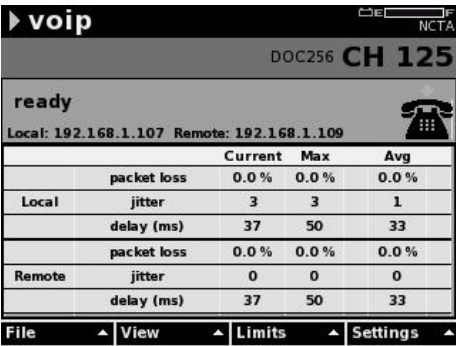 voip
E F
NCTA
DOC256 CH 125
ready
Local: 192.168.1.107 Remote: 192.168.1.109
Current Max Avg
packet loss 0.0 % 0.0 % 0.0 %
Local jitter 3 3 1
delay (ms) 37 50 33
packet loss 0.0 % 0.0 % 0.0 %
Remote jitter 0 0 0
delay (ms) 37 50 33
File View Limits Settings